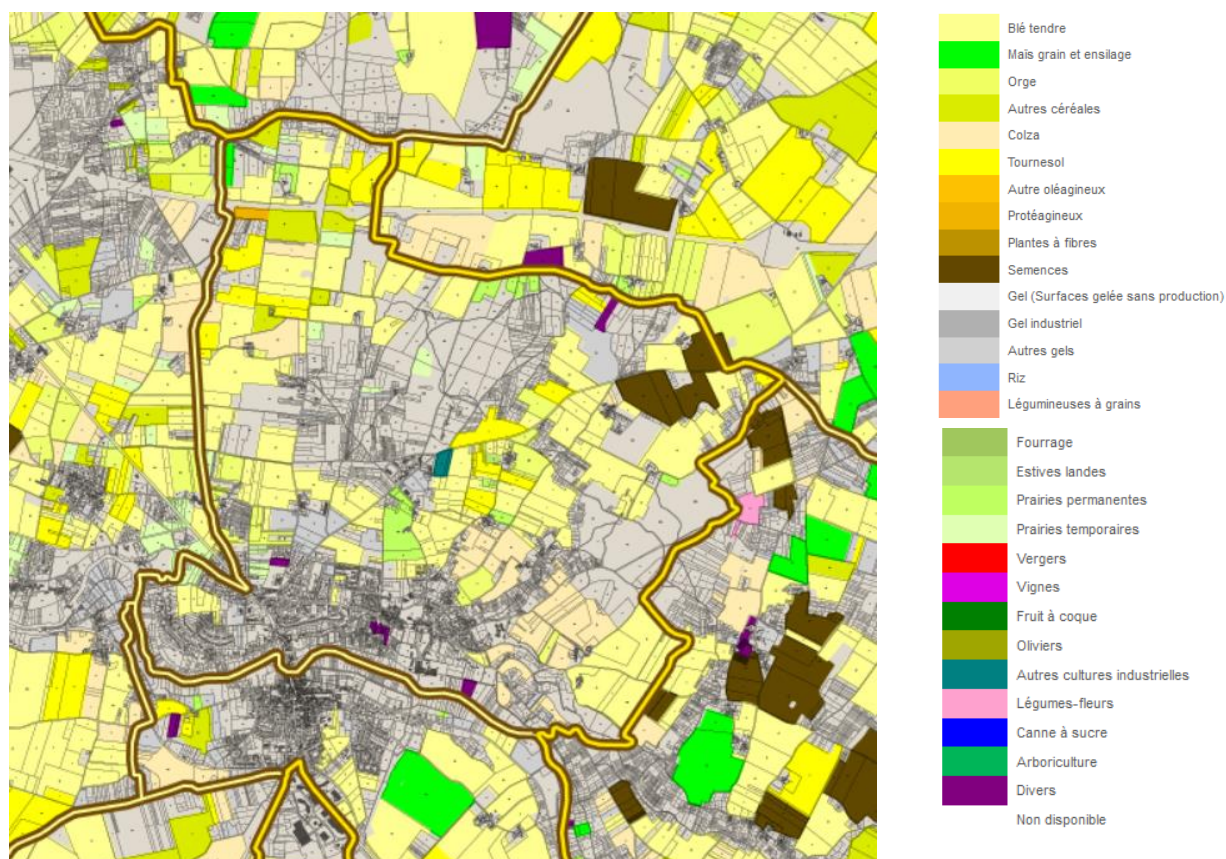 Blé tendre
Maïs grain et ensilage
Orge
Autres céréales
Colza
Tournesol
Autre oléagineux
Protéagineux
Plantes à fibres
Semences
Gel (Surfaces gelée sans production)
Gel industriel
Autres gels
Riz
Légumineuses à grains
Fourrage
Estives landes
Prairies permanentes
Prairies temporaires
Vergers
Vignes
Fruit à coque
Oliviers
Autres cultures industrielles
Légumes-fleurs
Canne à sucre
Arboriculture
Divers
Non disponible